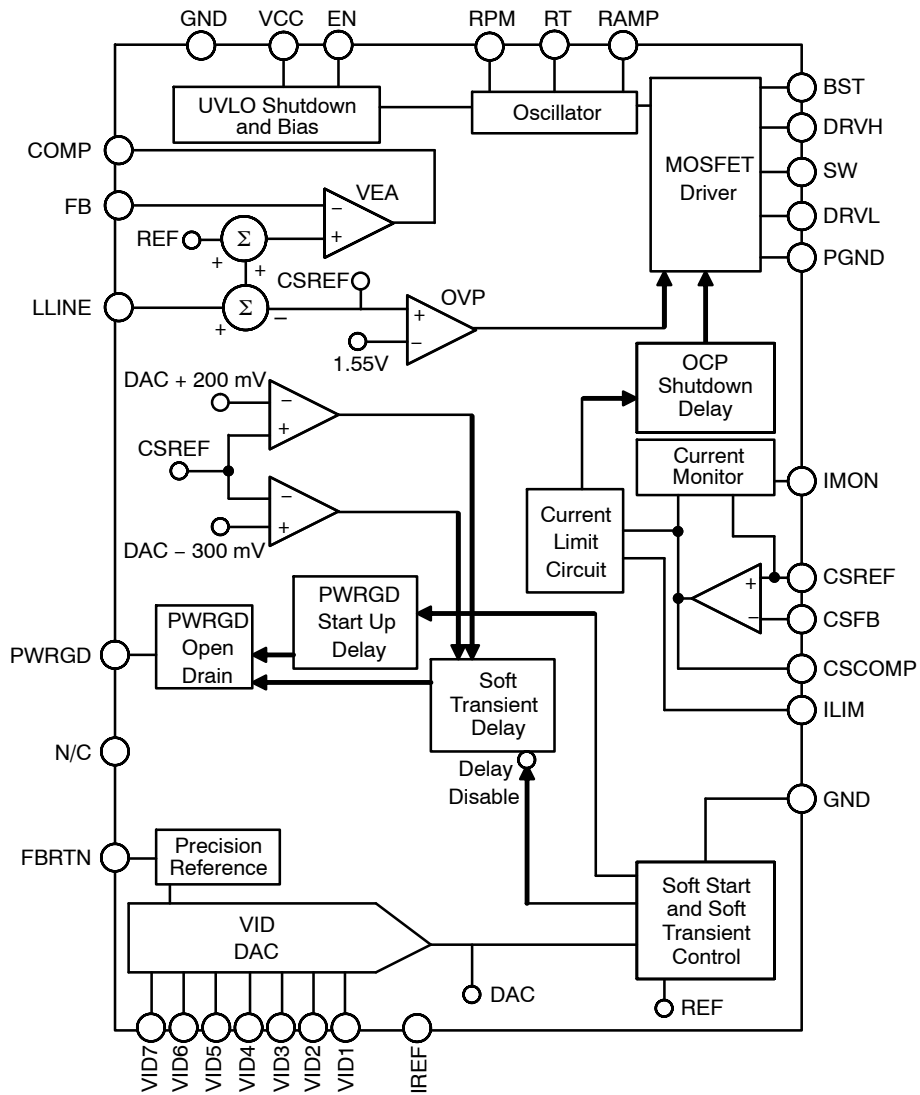 GND
VCC
EN
RPM
RT
RAMP
UVLO Shutdown
and Bias
Oscillator
MOSFET
Driver
BST
DRVH
SW
DRVL
PGND
COMP
FB
VEA
−
+
REF
Σ
+
+
LLINE
Σ
+
−
CSREF
OVP
+
−
1.55V
DAC + 200 mV
−
+
CSREF
−
+
DAC − 300 mV
OCP
Shutdown
Delay
Current
Monitor
IMON
Current
Limit
Circuit
+
−
CSREF
CSFB
CSCOMP
ILIM
PWRGD
PWRGD
Open
Drain
PWRGD
Start Up
Delay
Soft
Transient
Delay
Delay
Disable
N/C
GND
FBRTN
Precision
Reference
VID
DAC
DAC
Soft Start
and Soft
Transient
Control
REF
VID7
VID6
VID5
VID4
VID3
VID2
VID1
IREF